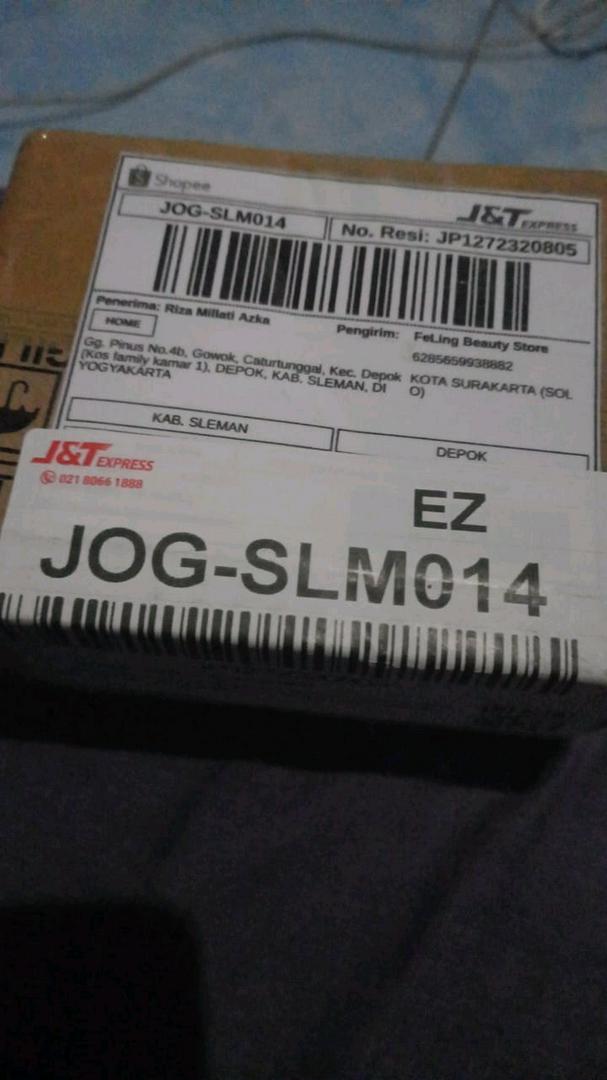 Shopee
J&T EXPRESS
JOG-SLM014
No. Resi: JP1272320805
Penerima: Riza Millati Azka
HOME
Gg. Pinus No.4b, Gowok, Caturtunggal, Kec. Depok
(Kos family kamar 1), DEPOK, KAB. SLEMAN, DI
YOGYAKARTA
Pengirim: FeLing Beauty Store
6285659938882
KOTA SURAKARTA (SOL
O)
KAB. SLEMAN
DEPOK
J&T EXPRESS
021 8066 1888
EZ
JOG-SLM014